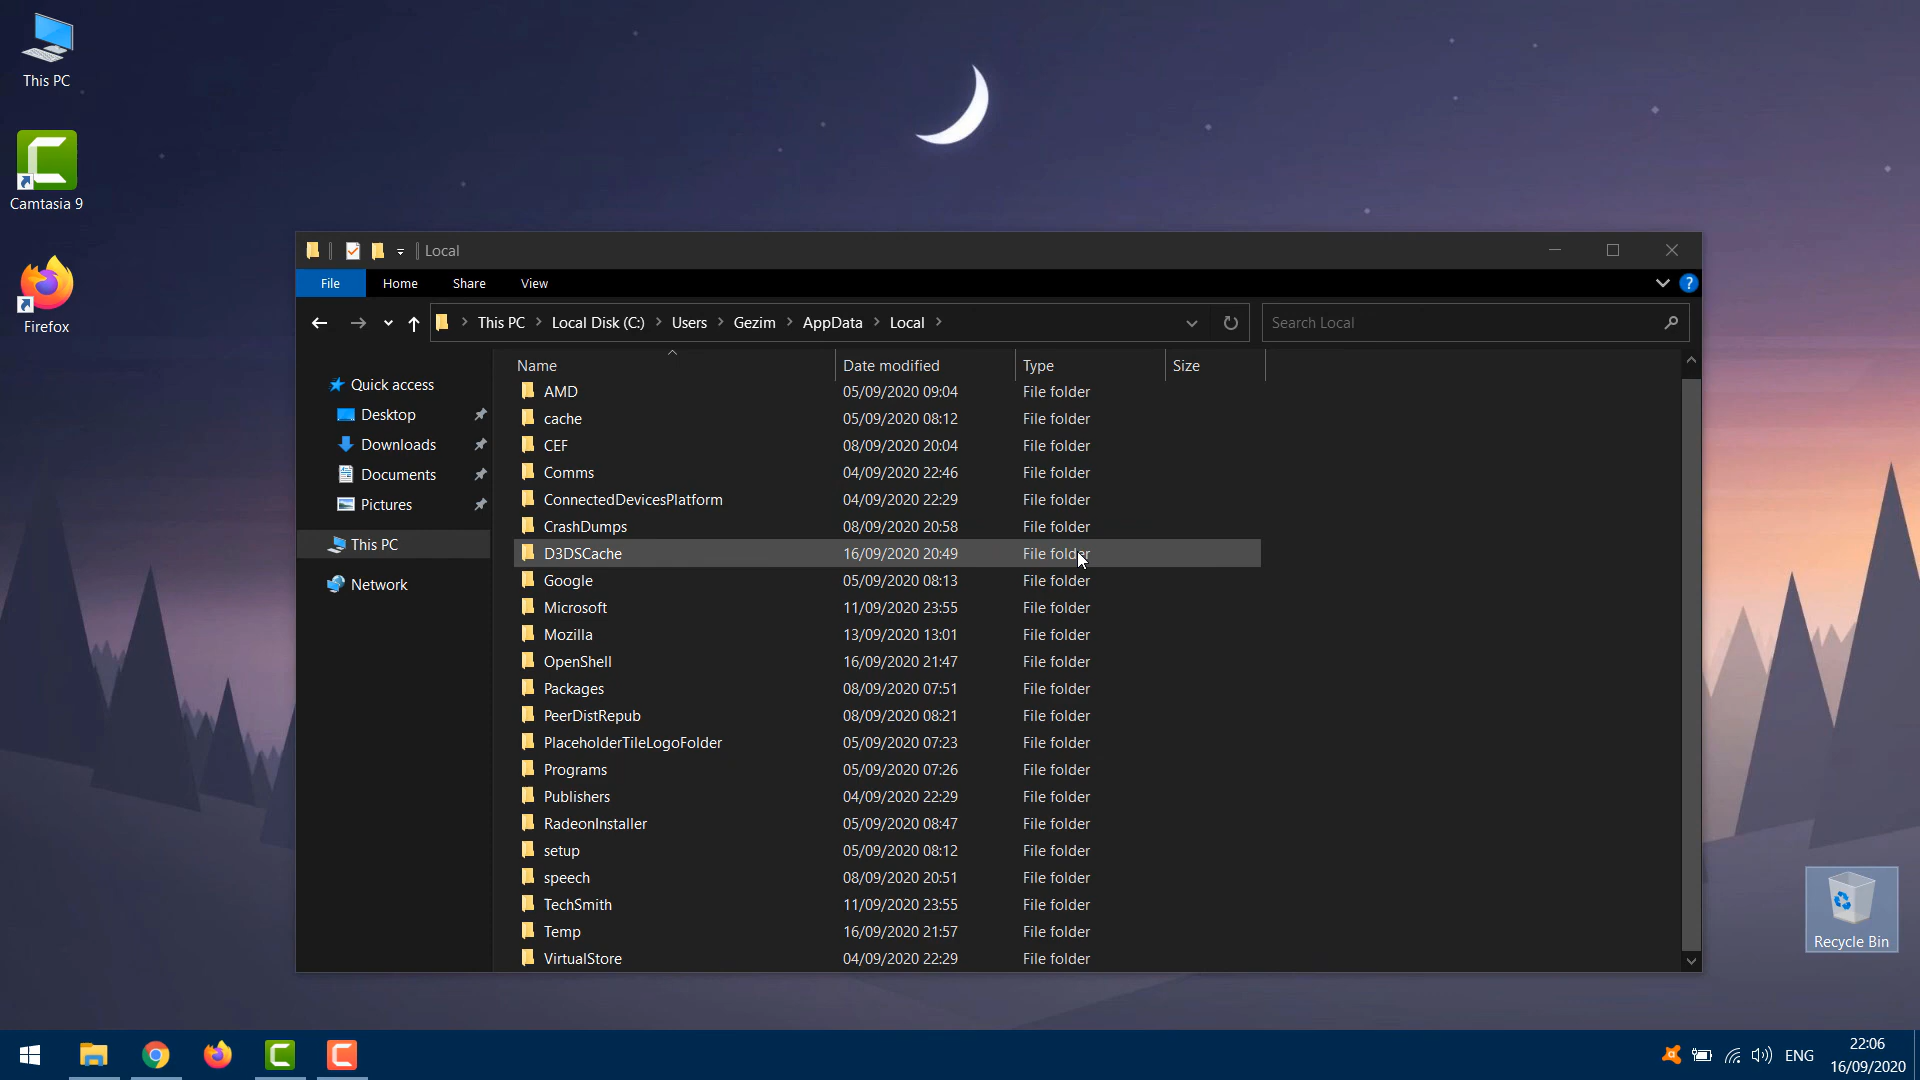 This PC
Camtasia 9
Firefox
Local
File Home Share View
This PC Local Disk (C:) Users Gezim AppData Local
Search Local
Quick access
Desktop
Downloads
Documents
Pictures
This PC
Network
Name Date modified Type Size
AMD 05/09/2020 09:04 File folder
cache 05/09/2020 08:12 File folder
CEF 08/09/2020 20:04 File folder
Comms 04/09/2020 22:46 File folder
ConnectedDevicesPlatform 04/09/2020 22:29 File folder
CrashDumps 08/09/2020 20:58 File folder
D3DSCache 16/09/2020 20:49 File folder
Google 05/09/2020 08:13 File folder
Microsoft 11/09/2020 23:55 File folder
Mozilla 13/09/2020 13:01 File folder
OpenShell 16/09/2020 21:47 File folder
Packages 08/09/2020 07:51 File folder
PeerDistRepub 08/09/2020 08:21 File folder
PlaceholderTileLogoFolder 05/09/2020 07:23 File folder
Programs 05/09/2020 07:26 File folder
Publishers 04/09/2020 22:29 File folder
RadeonInstaller 05/09/2020 08:47 File folder
setup 05/09/2020 08:12 File folder
speech 08/09/2020 20:51 File folder
TechSmith 11/09/2020 23:55 File folder
Temp 16/09/2020 21:57 File folder
VirtualStore 04/09/2020 22:29 File folder
Recycle Bin
ENG
22:06
16/09/2020